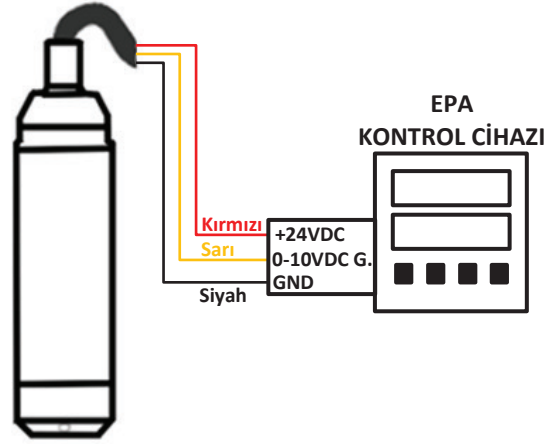 EPA
KONTROL CİHAZI
Kırmızı
+24VDC
Sarı
0-10VDC G.
GND
Siyah